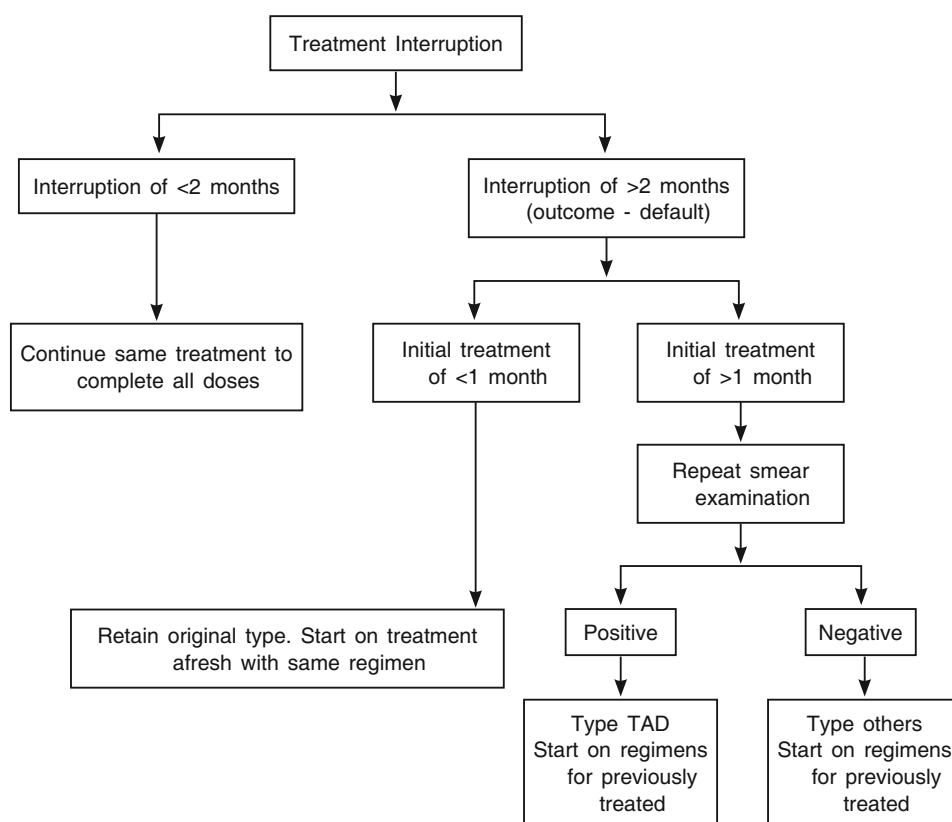 Treatment Interruption
Interruption of <2 months
Interruption of >2 months
(outcome - default)
Continue same treatment to
complete all doses
Initial treatment
of <1 month
Initial treatment
of >1 month
Repeat smear
examination
Retain original type. Start on treatment
afresh with same regimen
Positive
Negative
Type TAD
Start on regimens
for previously
treated
Type others
Start on regimens
for previously
treated